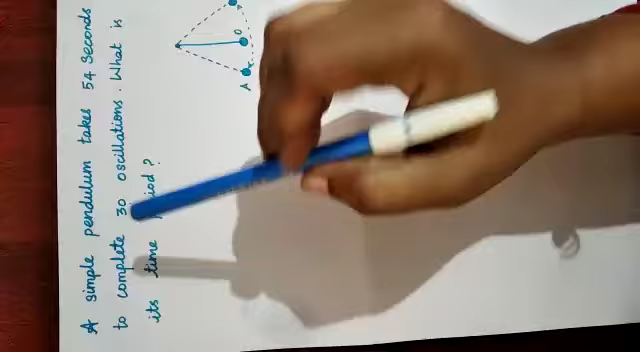 A simple pendulum takes 54 Seconds
to complete 30 oscillations. What is
its time
O
A